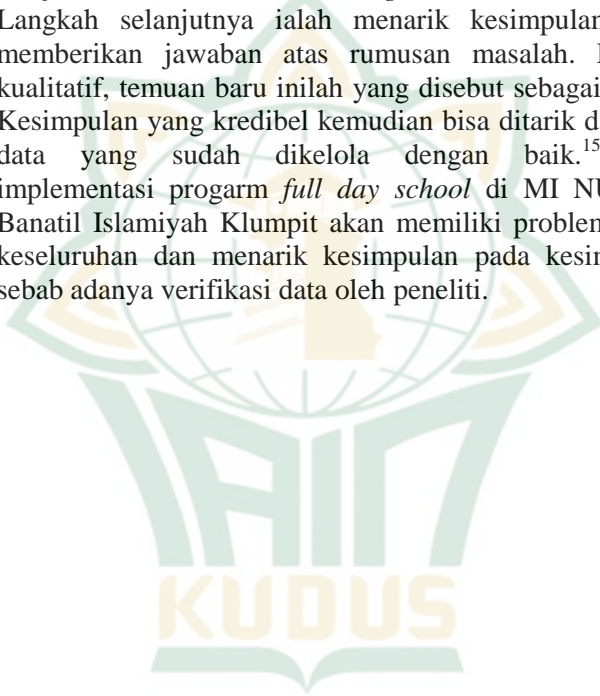 Langkah selanjutnya ialah menarik kesimpulan
memberikan jawaban atas rumusan masalah.
kualitatif, temuan baru inilah yang disebut sebagai
Kesimpulan yang kredibel kemudian bisa ditarik
data yang sudah dikelola dengan baik.15
implementasi progarm full day school di MI NU
Banatil Islamiyah Klumpit akan memiliki
keseluruhan dan menarik kesimpulan pada
sebab adanya verifikasi data oleh peneliti.
IAIN
KUDUS